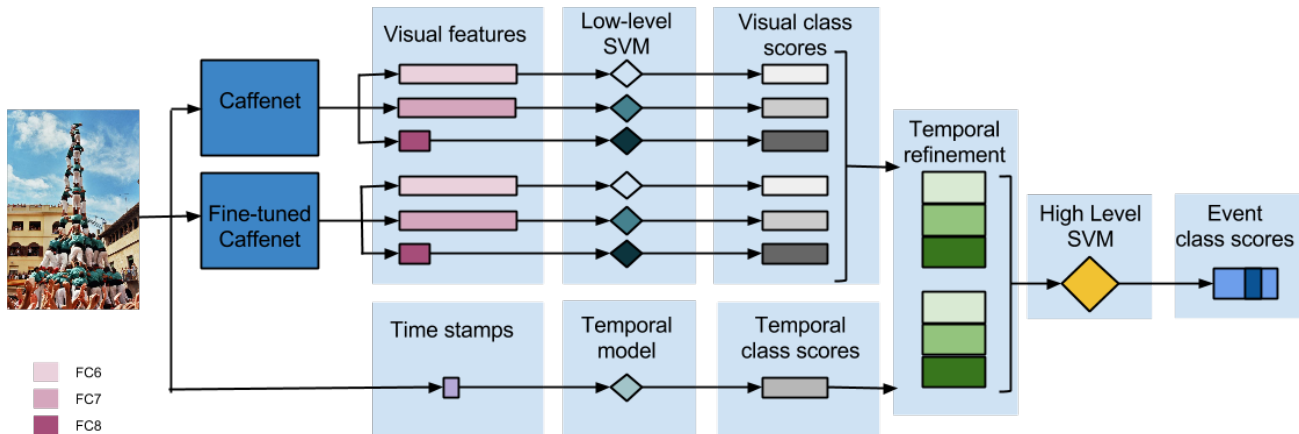 Visual features
Low-level
SVM
Visual class
scores
Caffenet
Fine-tuned
Caffenet
Temporal
refinement
High Level
SVM
Event
class scores
Time stamps
Temporal
model
Temporal
class scores
FC6
FC7
FC8